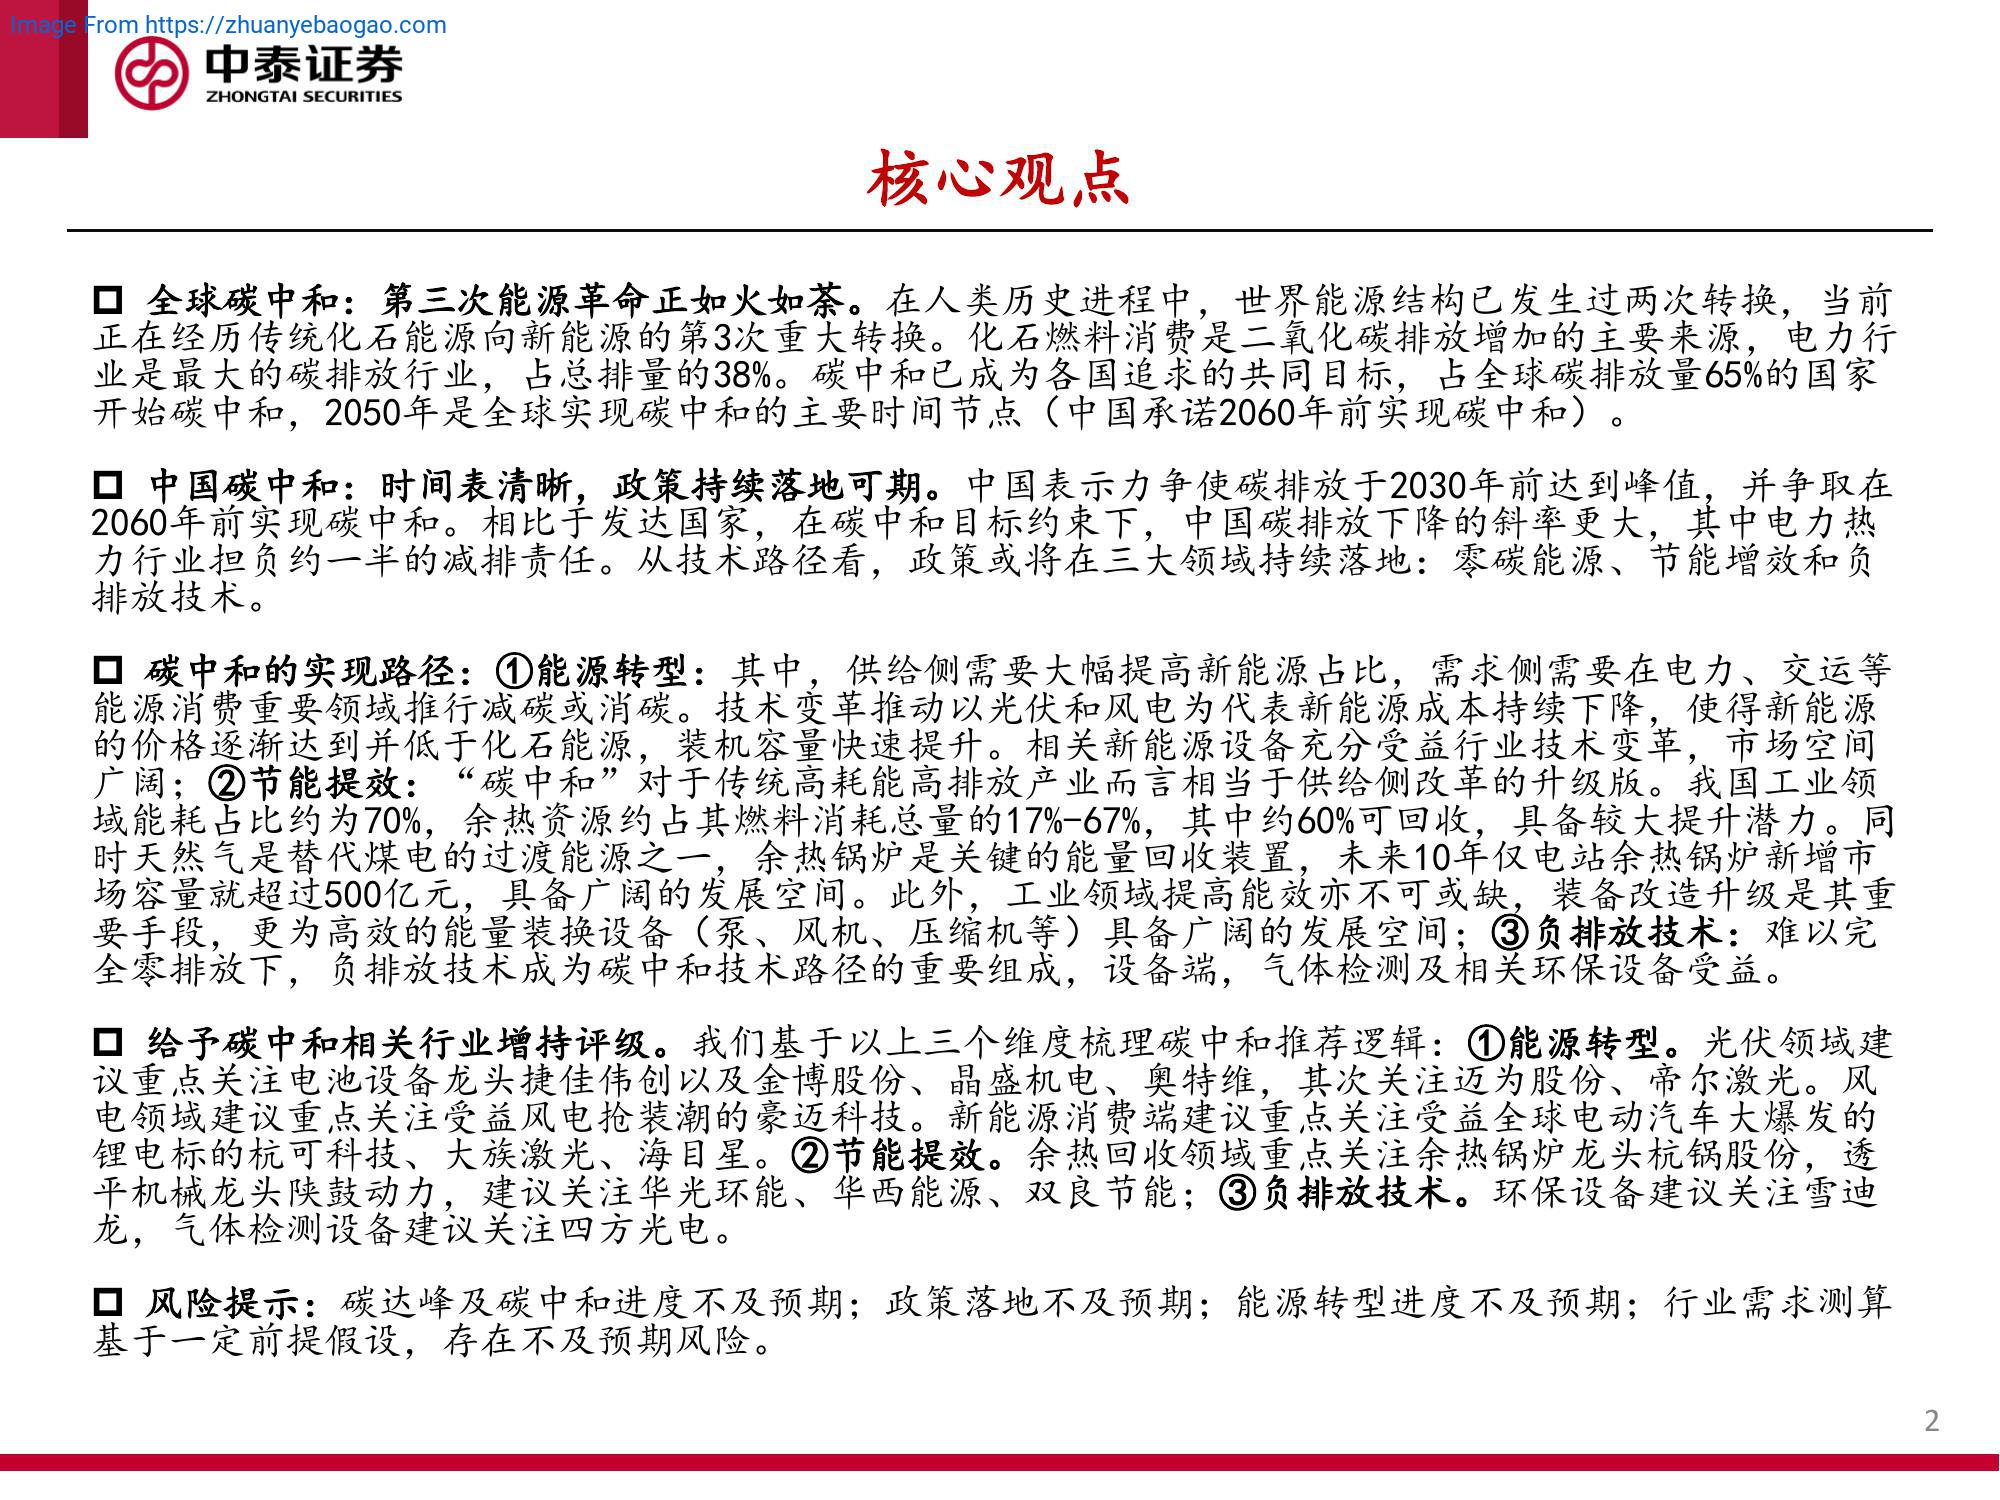 Image From https://zhuanyebaogao.com
中泰证券
ZHONGTAI SECURITIES
核心观点
全球碳中和：第三次能源革命正如火如荼。在人类历史进程中，世界能源结构已发生过两次转换，当前
正在经历传统化石能源向新能源的第3次重大转换。化石燃料消费是二氧化碳排放增加的主要来源，电力行
业是最大的碳排放行业，占总排量的38%。碳中和已成为各国追求的共同目标，占全球碳排放量65%的国家
开始碳中和，2050年是全球实现碳中和的主要时间节点（中国承诺2060年前实现碳中和）。
中国碳中和：时间表清晰，政策持续落地可期。中国表示力争使碳排放于2030年前达到峰值，并争取在
2060年前实现碳中和。相比于发达国家，在碳中和目标约束下，中国碳排放下降的斜率更大，其中电力热
力行业担负约一半的减排责任。从技术路径看，政策或将在三大领域持续落地：零碳能源、节能增效和负
排放技术。
碳中和的实现路径：①能源转型：其中，供给侧需要大幅提高新能源占比，需求侧需要在电力、交运等
能源消费重要领域推行减碳或消碳。技术变革推动以光伏和风电为代表新能源成本持续下降，使得新能源
的价格逐渐达到并低于化石能源，装机容量快速提升。相关新能源设备充分受益行业技术变革，市场空间
广阔；②节能提效：“碳中和”对于传统高耗能高排放产业而言相当于供给侧改革的升级版。我国工业领
域能耗占比约为70%，余热资源约占其燃料消耗总量的17%-67%，其中约60%可回收，具备较大提升潜力。同
时天然气是替代煤电的过渡能源之一，余热锅炉是关键的能量回收装置，未来10年仅电站余热锅炉新增市
场容量就超过500亿元，具备广阔的发展空间。此外，工业领域提高能效亦不可或缺，装备改造升级是其重
要手段，更为高效的能量装换设备（泵、风机、压缩机等）具备广阔的发展空间；③负排放技术：难以完
全零排放下，负排放技术成为碳中和技术路径的重要组成，设备端，气体检测及相关环保设备受益。
给予碳中和相关行业增持评级。我们基于以上三个维度梳理碳中和推荐逻辑：①能源转型。光伏领域建
议重点关注电池设备龙头捷佳伟创以及金博股份、晶盛机电、奥特维，其次关注迈为股份、帝尔激光。风
电领域建议重点关注受益风电抢装潮的豪迈科技。新能源消费端建议重点关注受益全球电动汽车大爆发的
锂电标的杭可科技、大族激光、海目星。②节能提效。余热回收领域重点关注余热锅炉龙头杭锅股份，透
平机械龙头陕鼓动力，建议关注华光环能、华西能源、双良节能；③负排放技术。环保设备建议关注雪迪
龙，气体检测设备建议关注四方光电。
风险提示：碳达峰及碳中和进度不及预期；政策落地不及预期；能源转型进度不及预期；行业需求测算
基于一定前提假设，存在不及预期风险。
2